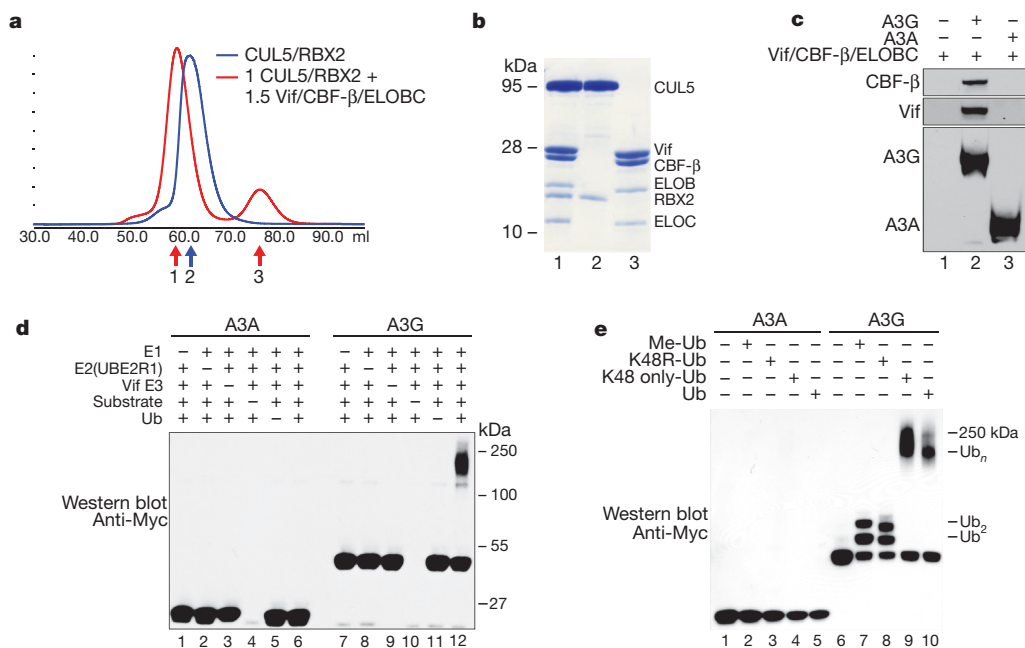 a
CUL5/RBX2
1 CUL5/RBX2 +
1.5 Vif/CBF-β/ELOBC
30.0 40.0 50.0 60.0 70.0 80.0 90.0 ml
1 2 3
b
kDa
95
28
10
CUL5
Vif
CBF-β
ELOB
RBX2
ELOC
1 2 3
c
A3G – + –
A3A – – +
Vif/CBF-β/ELOBC + + +
CBF-β
Vif
A3G
A3A
1 2 3
d
A3A A3G
E1 – + + + + + – + + + + +
E2(UBE2R1) + – + + + + + – + + + +
Vif E3 + + – + + + + + – + + +
Substrate + + + – + + + + + – + +
Ub + + + + – + + + + + – +
kDa
250
100
55
27
Western blot
Anti-Myc
1 2 3 4 5 6 7 8 9 10 11 12
e
A3A A3G
Me-Ub – + – – – – + – – –
K48R-Ub – – + – – – – + – –
K48 only-Ub – – – + – – – – + –
Ub – – – – + – – – – +
250 kDa
Ubn
Ub2
Ub
Western blot
Anti-Myc
1 2 3 4 5 6 7 8 9 10